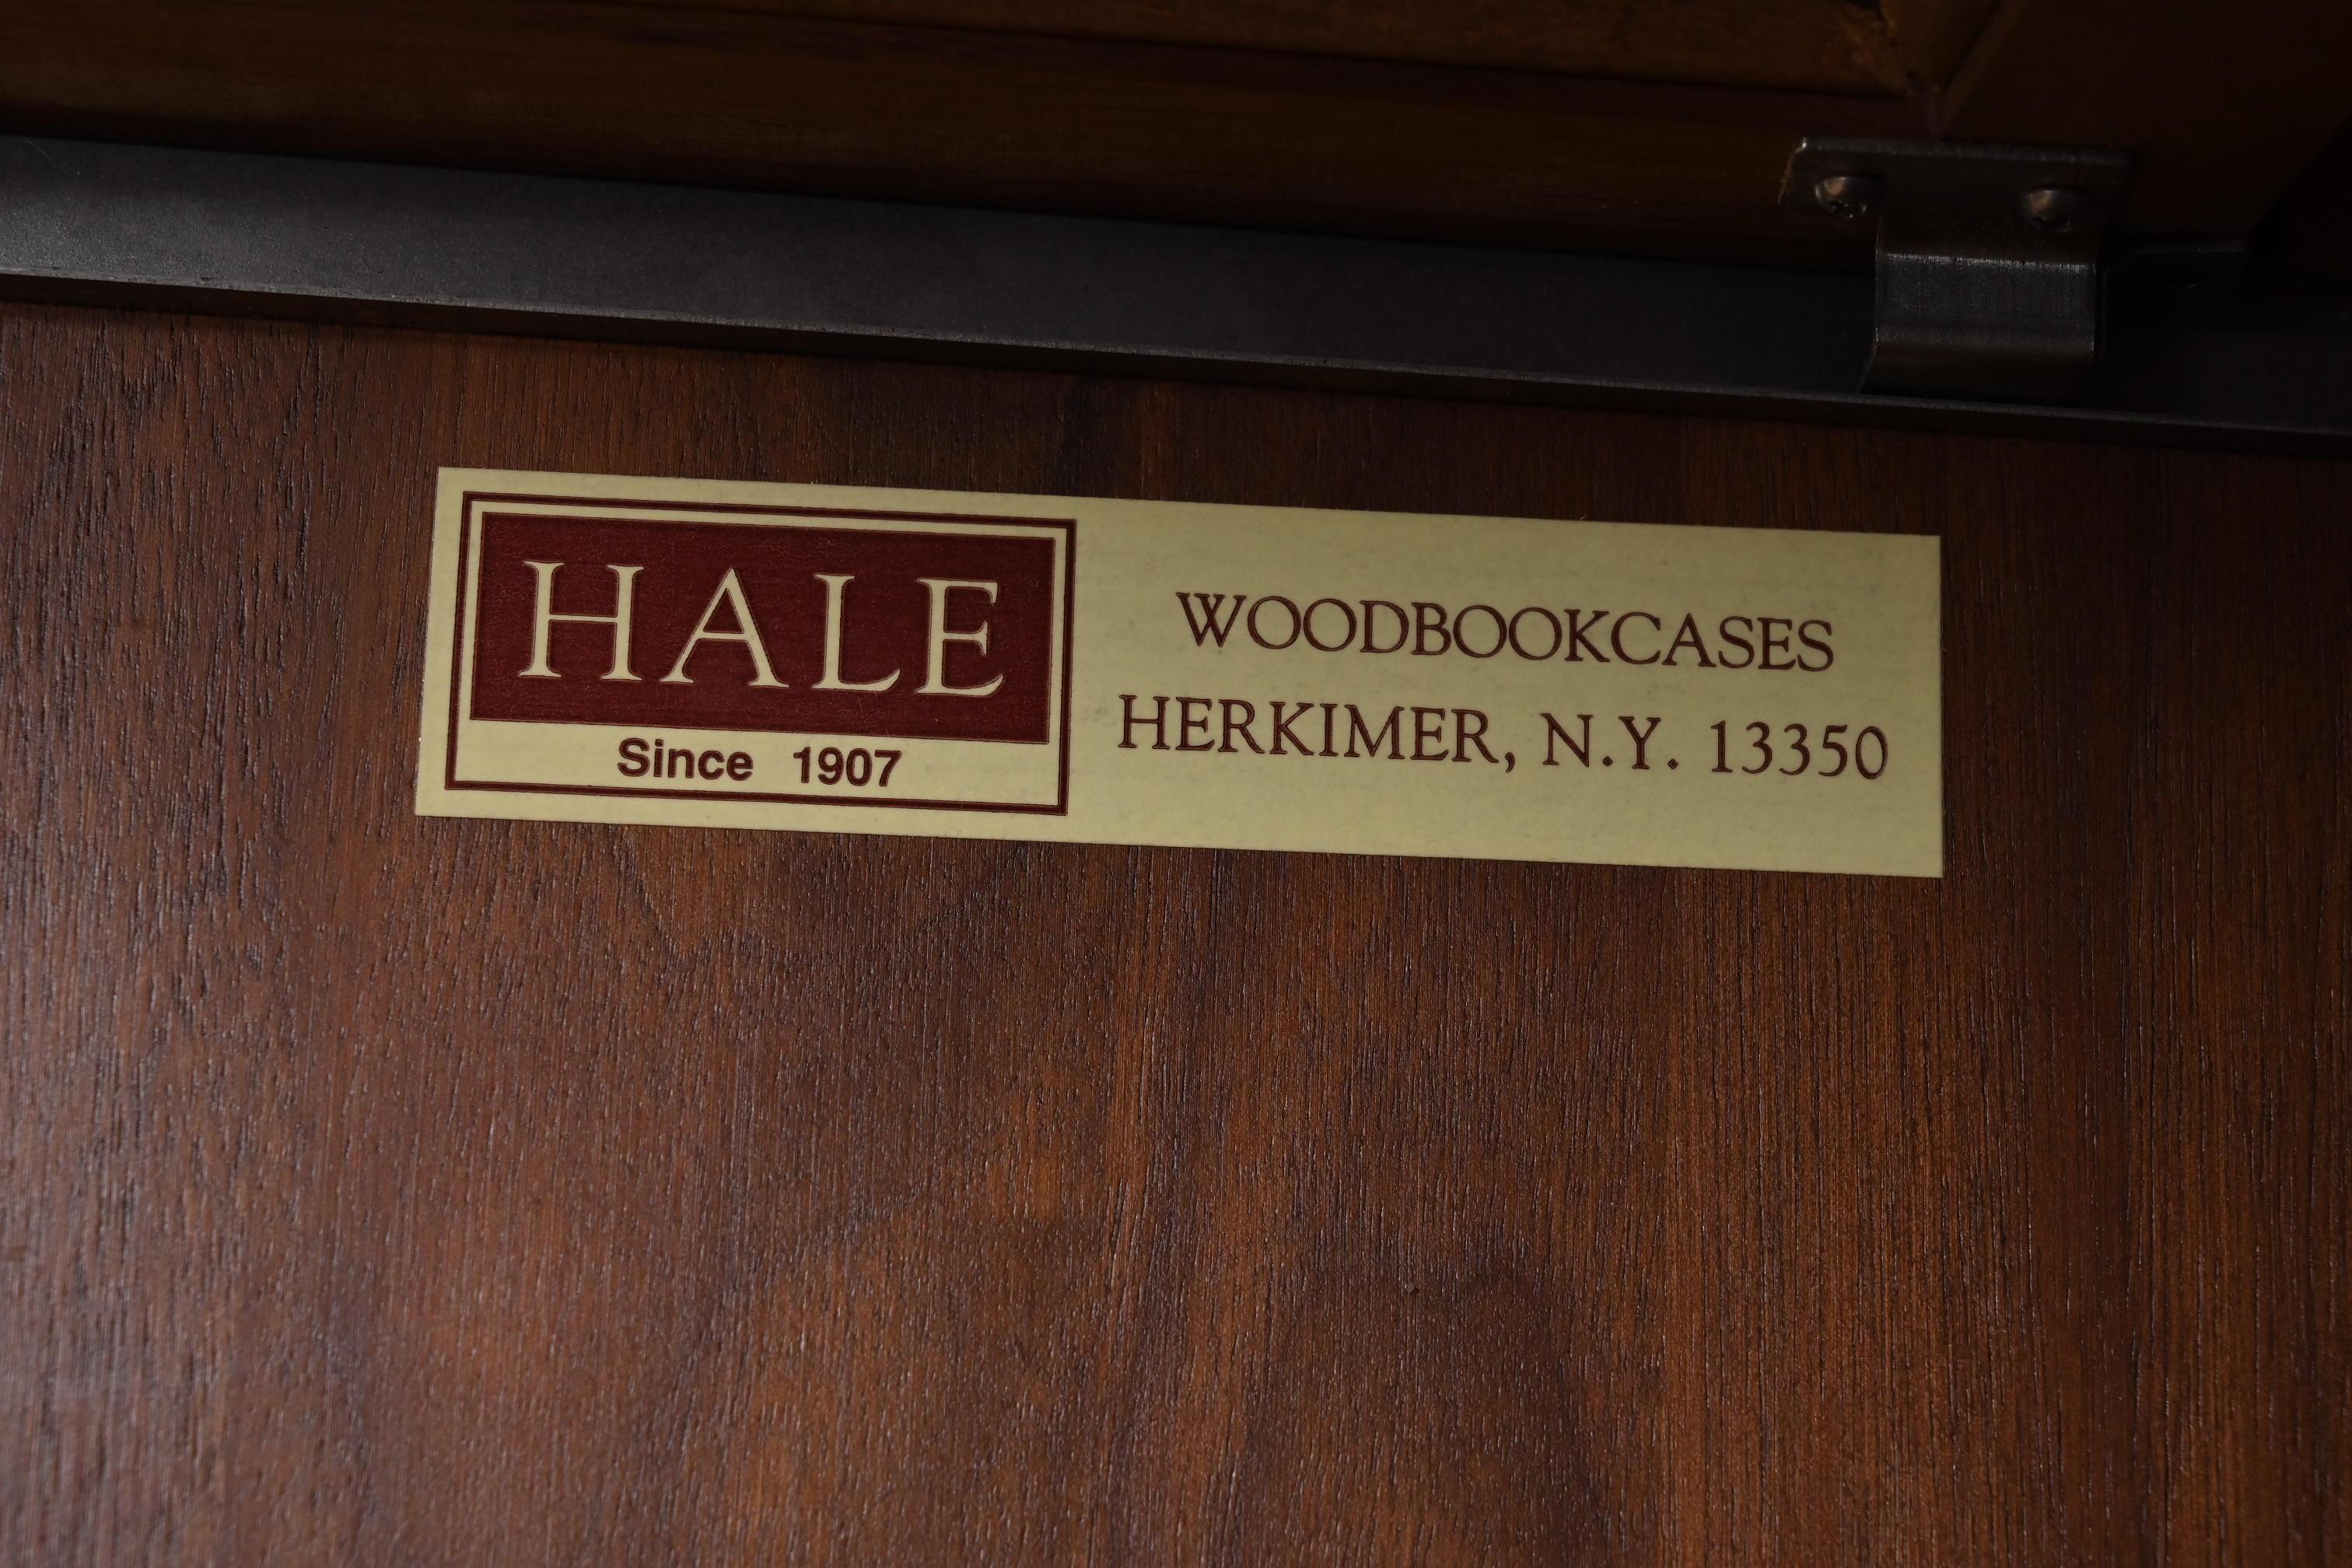 HALE
Since 1907
WOODBOOKCASES
HERKIMER, N.Y. 13350